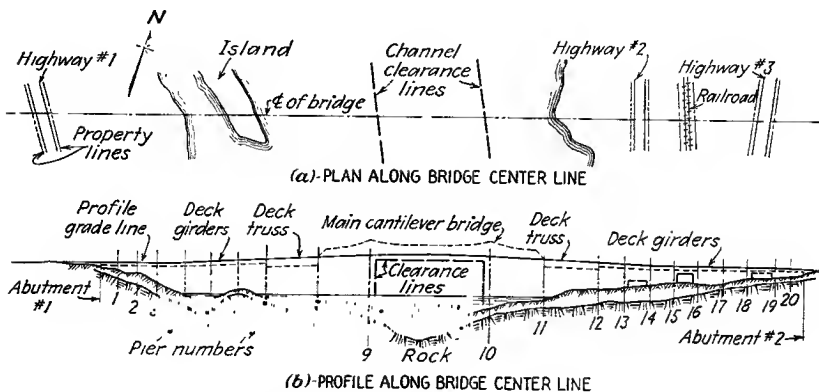 N
Highway #1
Island
Channel
clearance
lines
Highway #2
Highway #3
Railroad
℄ of bridge
Property
lines
(a)-PLAN ALONG BRIDGE CENTER LINE
Profile
grade line
Deck
girders
Deck
truss
Main cantilever bridge
Deck
truss
Deck girders
Clearance
lines
Abutment
#1
1 2
Pier numbers
9
Rock
10
11 12 13 14 15 16 17 18 19 20
Abutment #2
(b)-PROFILE ALONG BRIDGE CENTER LINE